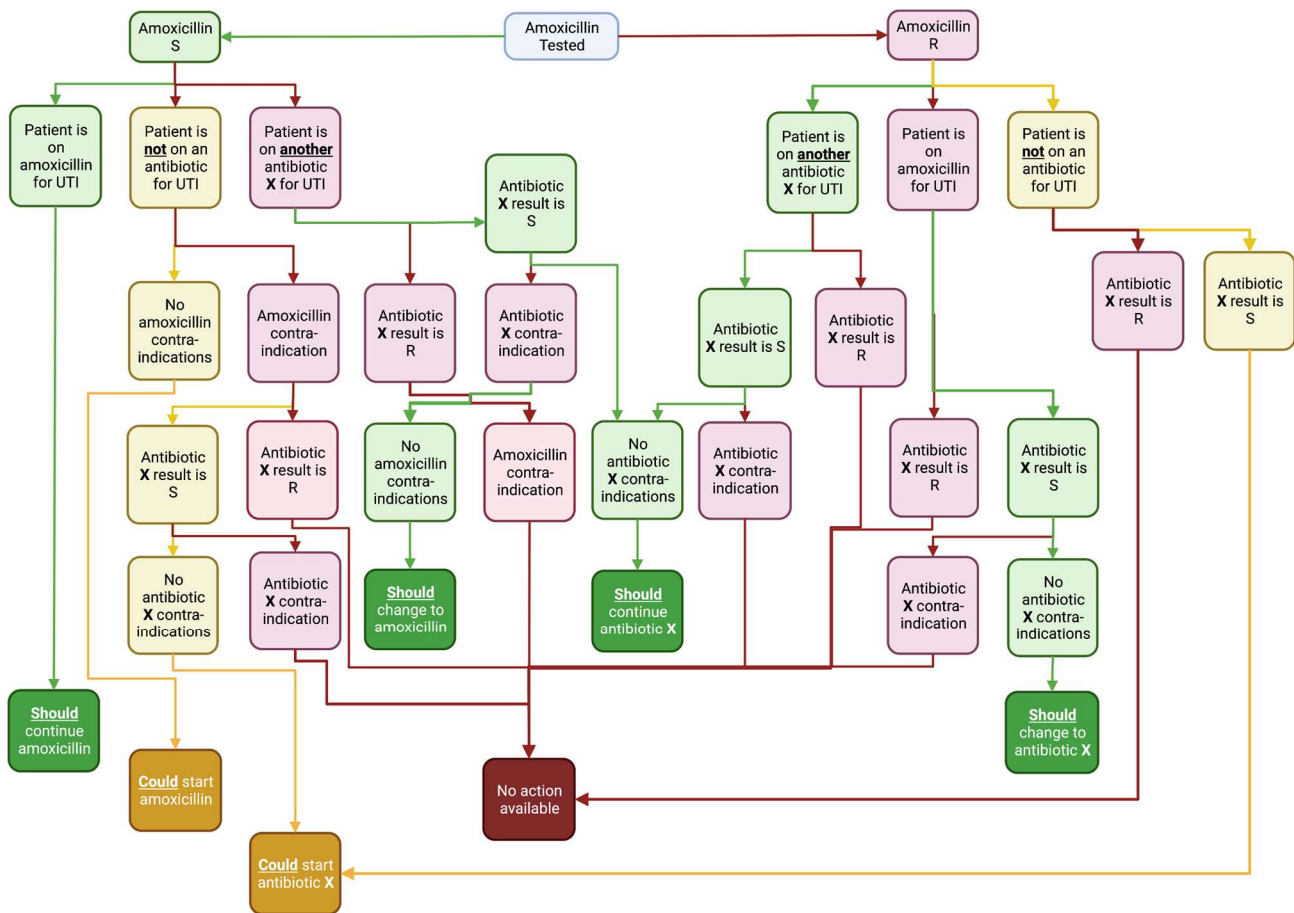 Amoxicillin
S
Amoxicillin
Tested
Amoxicillin
R
Patient is
on
amoxicillin
for UTI
Patient is
not on an
antibiotic
for UTI
Patient is
on another
antibiotic
X for UTI
Antibiotic
X result is
S
Patient is
on another
antibiotic
X for UTI
Patient is
on
amoxicillin
for UTI
Patient is
not on an
antibiotic
for UTI
No
amoxicillin
contra-
indications
Amoxicillin
contra-
indication
Antibiotic
X result is
R
Antibiotic
X contra-
indication
Antibiotic
X result is S
Antibiotic
X result is
R
Antibiotic
X result is
R
Antibiotic
X result is
S
Antibiotic
X result is
S
Antibiotic
X result is
R
No
amoxicillin
contra-
indications
Amoxicillin
contra-
indication
No
antibiotic
X contra-
indications
Antibiotic
X contra-
indication
Antibiotic
X result is
R
Antibiotic
X result is
S
No
antibiotic
X contra-
indications
Antibiotic
X contra-
indication
Should
change to
amoxicillin
Should
continue
antibiotic X
Antibiotic
X contra-
indication
No
antibiotic
X contra-
indications
Should
continue
amoxicillin
Could start
amoxicillin
No action
available
Should
change to
antibiotic X
Could start
antibiotic X